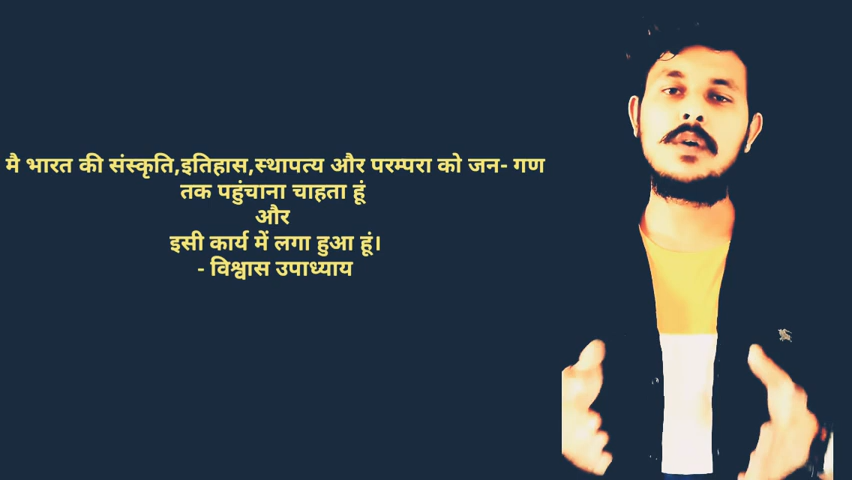 मै भारत की संस्कृति,इतिहास,स्थापत्य और परम्परा को जन- गण
तक पहुंचाना चाहता हूं
और
इसी कार्य में लगा हुआ हूं।
- विश्वास उपाध्याय